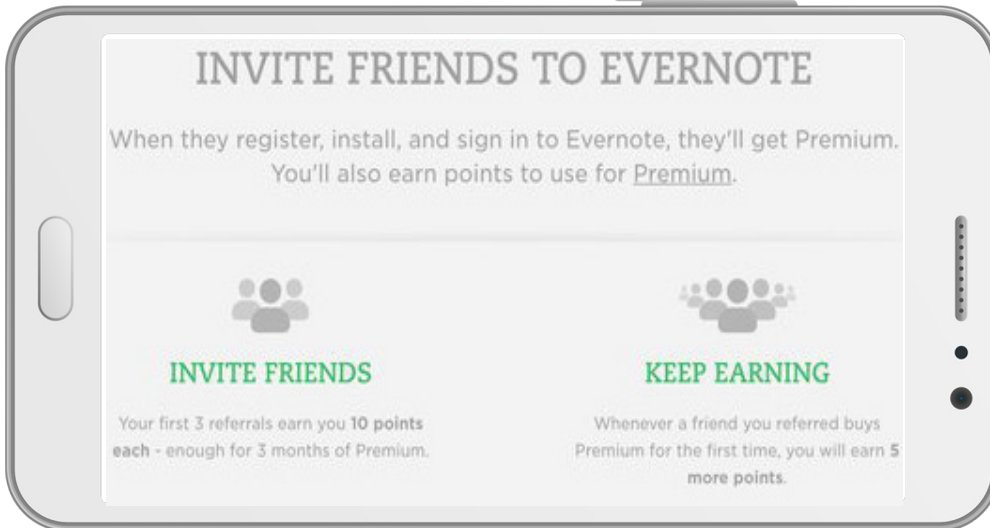 INVITE FRIENDS TO EVERNOTE
When they register, install, and sign in to Evernote, they'll get Premium.
You'll also earn points to use for Premium.
INVITE FRIENDS
Your first 3 referrals earn you 10 points
each - enough for 3 months of Premium.
KEEP EARNING
Whenever a friend you referred buys
Premium for the first time, you will earn 5
more points.